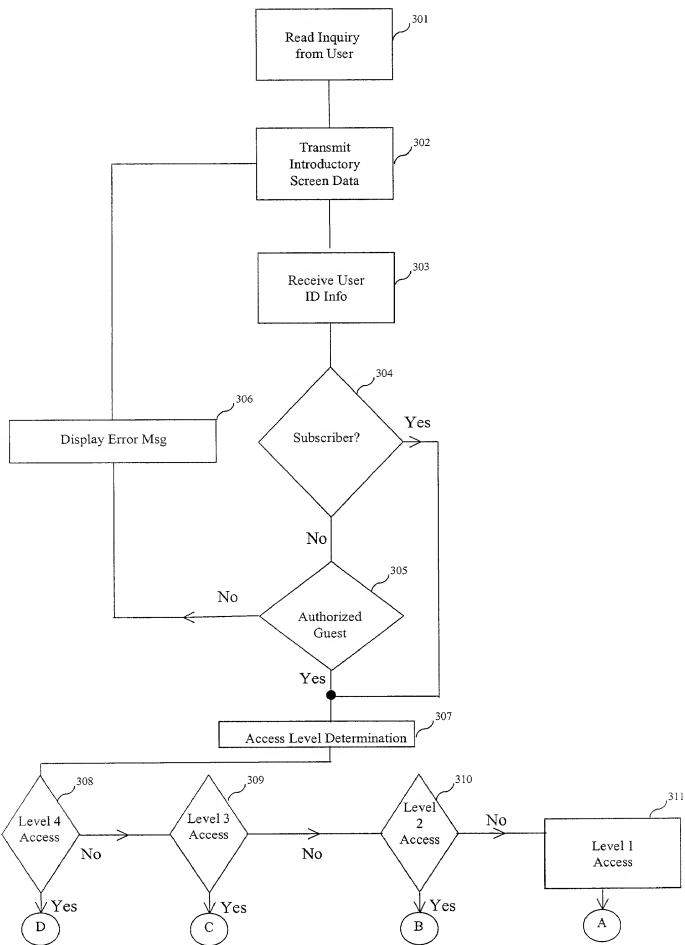 301
Read Inquiry
from User
302
Transmit
Introductory
Screen Data
303
Receive User
ID Info
304
Subscriber?
Yes
306
Display Error Msg
No
305
Authorized
Guest
No
Yes
307
Access Level Determination
308
Level 4
Access
No
Yes
D
309
Level 3
Access
No
Yes
C
310
Level
2
Access
No
Yes
B
311
Level 1
Access
A